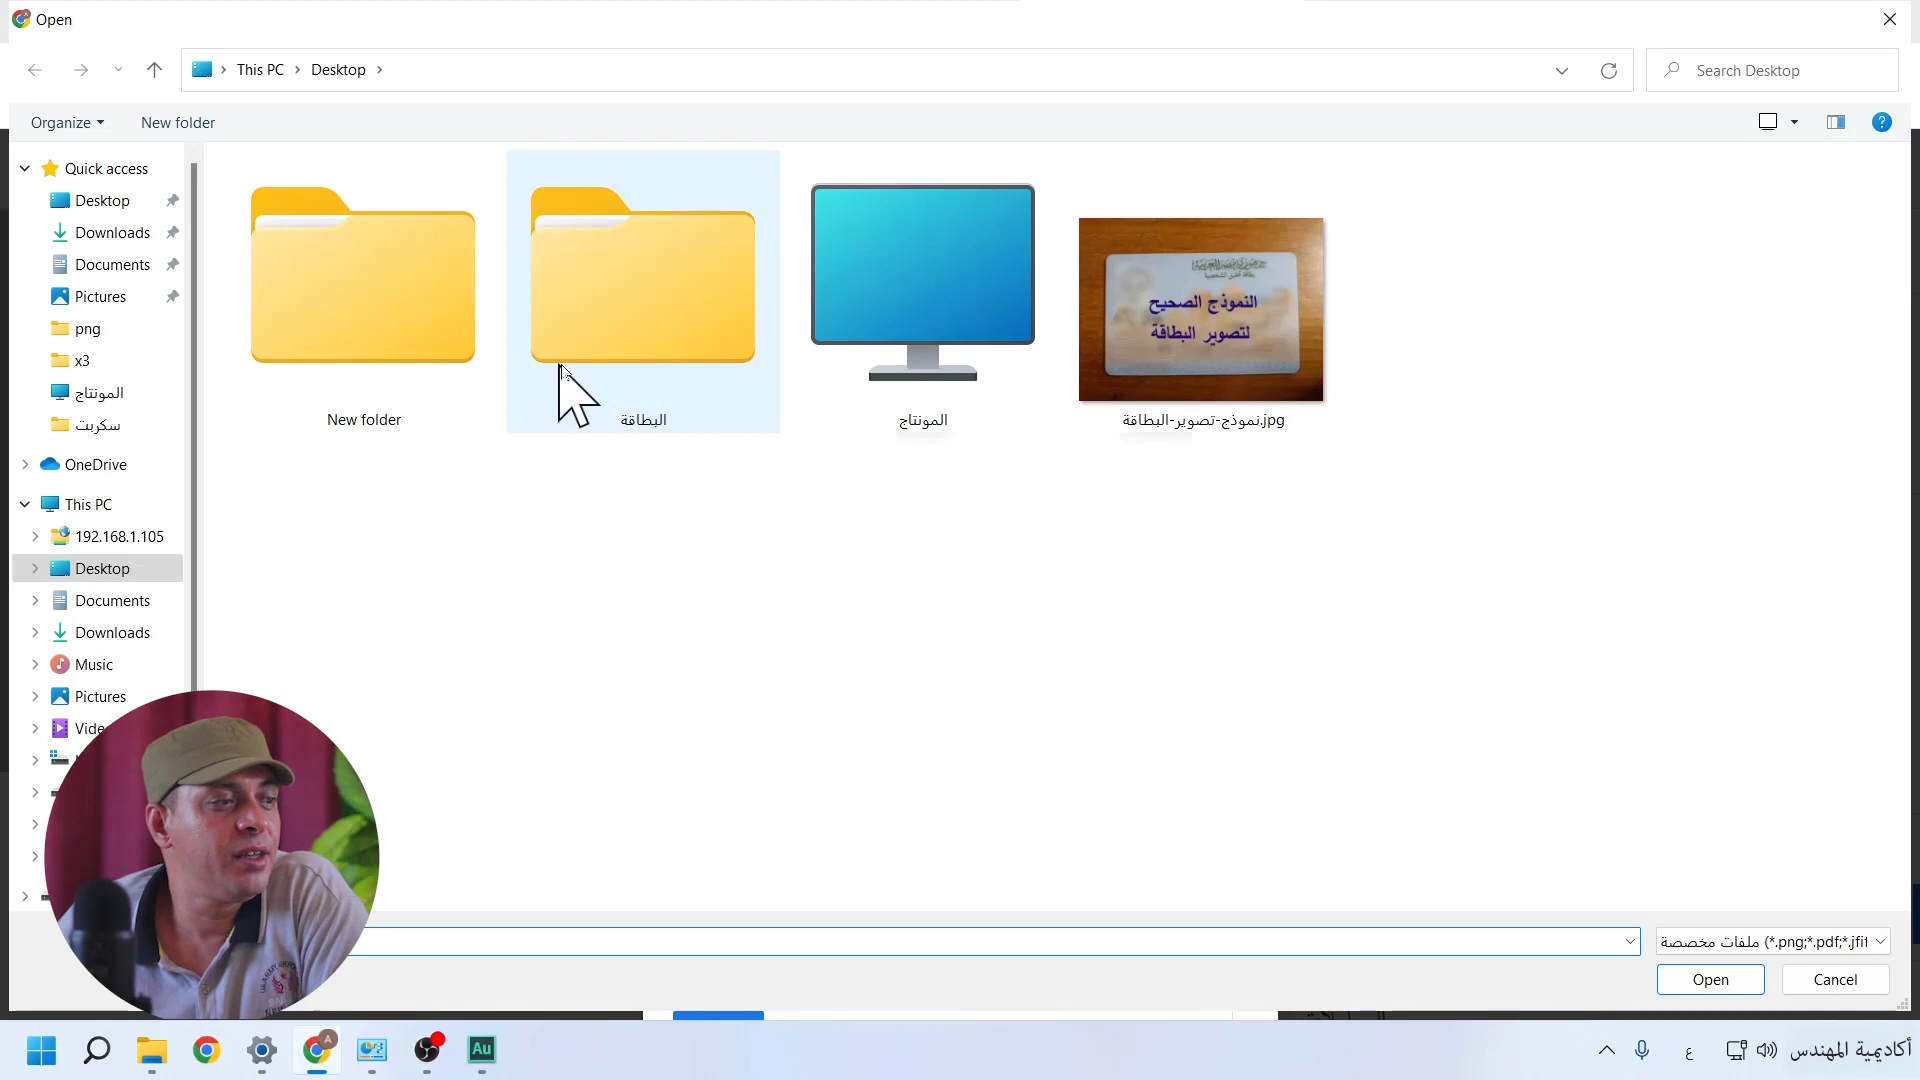 Open
This PC
Desktop
Search Desktop
Organize
New folder
Quick access
Desktop
Downloads
Documents
Pictures
png
x3
المونتاج
سكربت
OneDrive
This PC
192.168.1.105
Desktop
Documents
Downloads
Music
Pictures
New folder
البطاقة
المونتاج
النموذج الصحيح
لتصوير البطاقة
نموذج-تصوير-البطاقة.jpg
ملفات مخصصة (*.png;*.pdf;*.jfif
Open
Cancel
A
Au
ع
أكاديمية المهندس